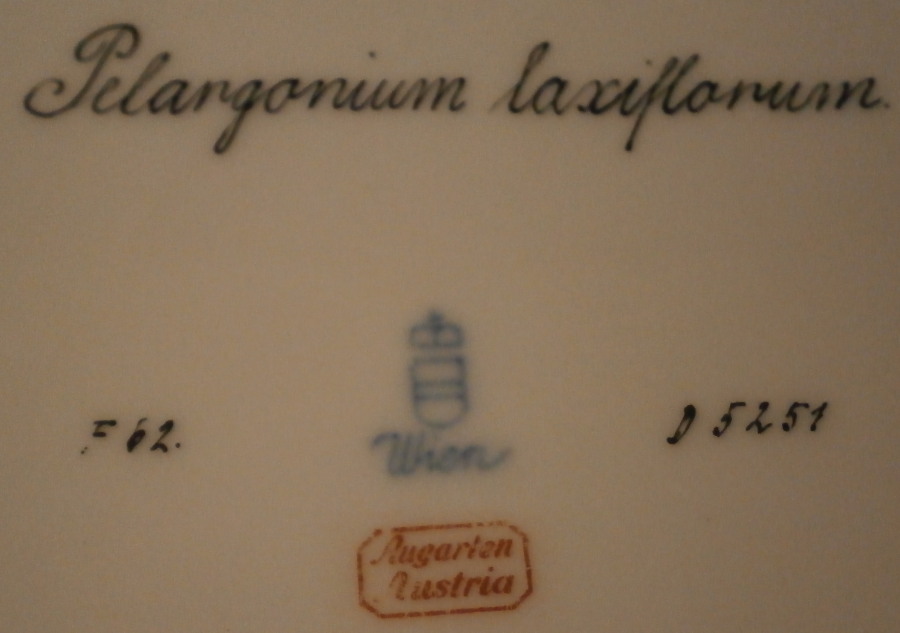 Pelargonium laxiflorum.
F 62.
Wien
D 5251
Augarten
Austria